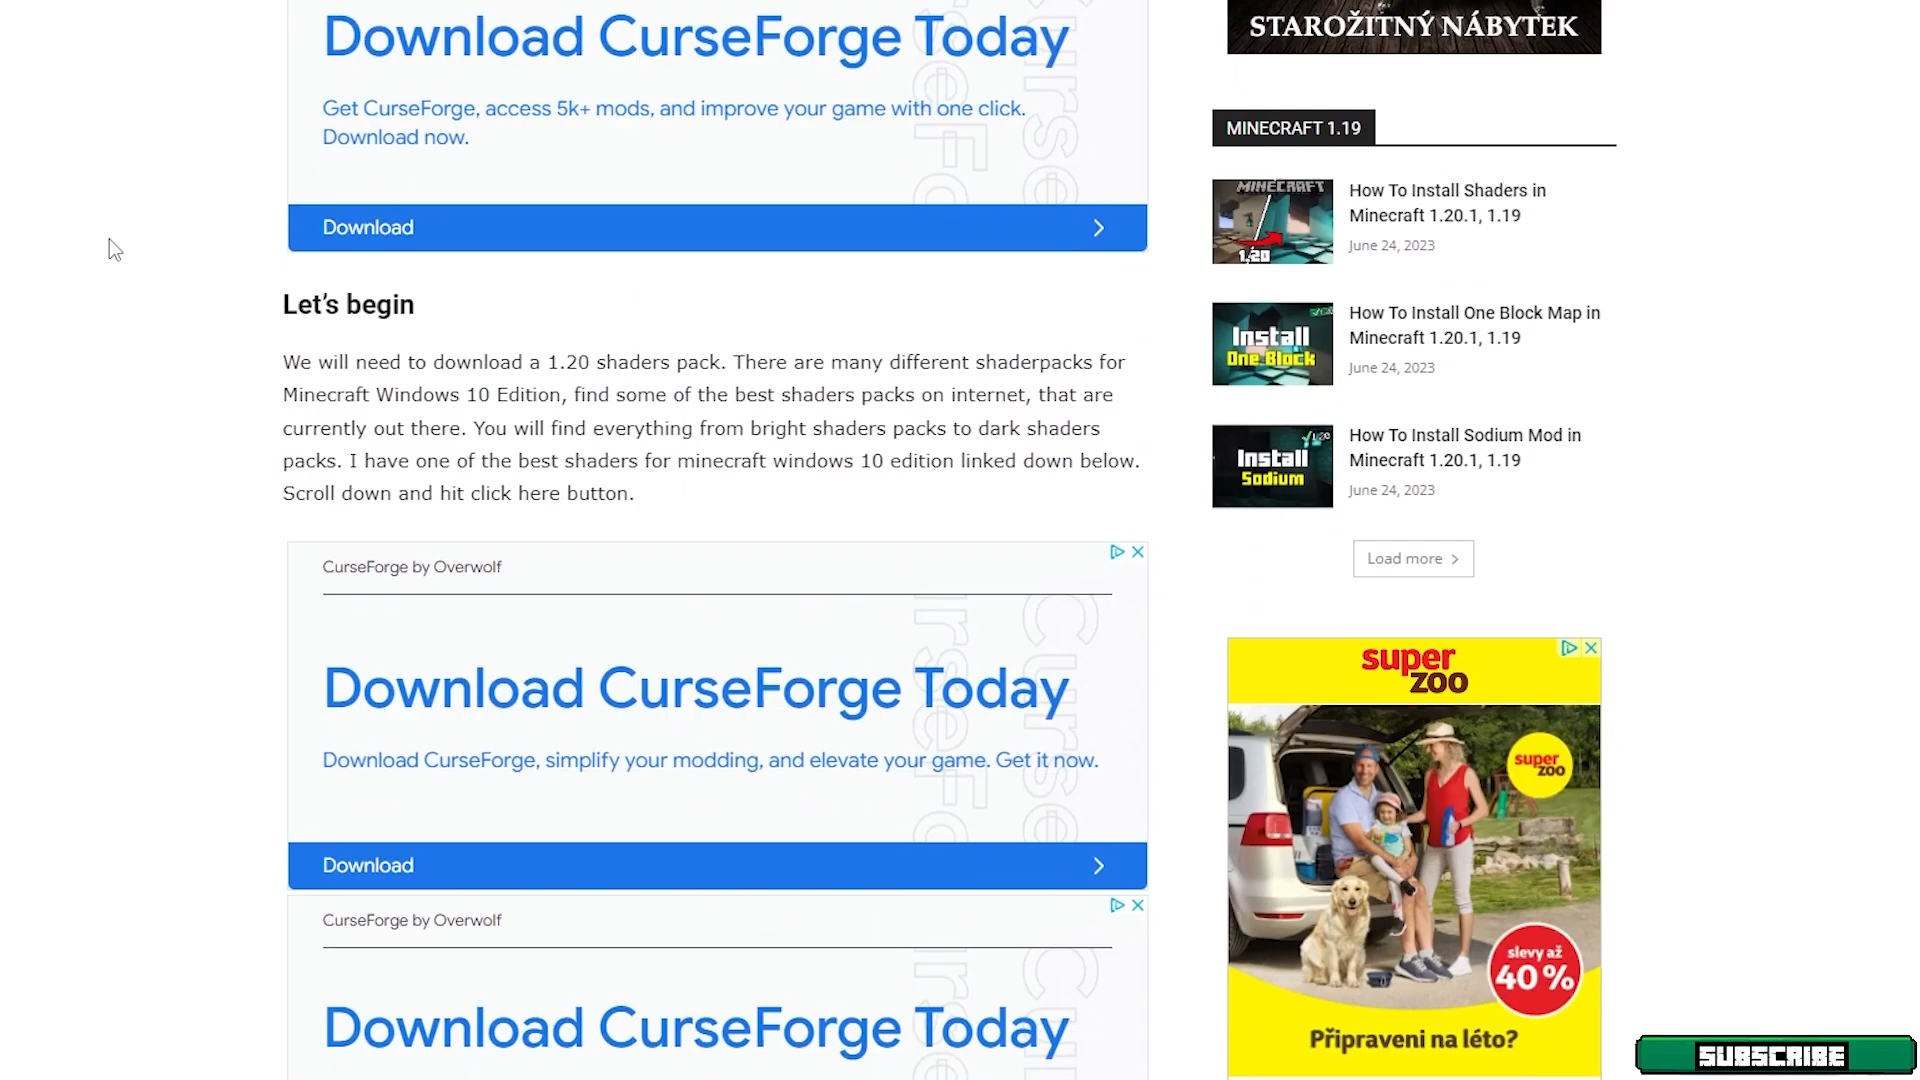 Download CurseForge Today
Get CurseForge, access 5k+ mods, and improve your game with one click.
Download now.
Download
Let’s begin
We will need to download a 1.20 shaders pack. There are many different shaderpacks for
Minecraft Windows 10 Edition, find some of the best shaders packs on internet, that are
currently out there. You will find everything from bright shaders packs to dark shaders
packs. I have one of the best shaders for minecraft windows 10 edition linked down below.
Scroll down and hit click here button.
CurseForge by Overwolf
Download CurseForge Today
Download CurseForge, simplify your modding, and elevate your game. Get it now.
Download
CurseForge by Overwolf
Download CurseForge Today
STAROŽITNÝ NÁBYTEK
MINECRAFT 1.19
MINECRAFT
1.20
How To Install Shaders in
Minecraft 1.20.1, 1.19
June 24, 2023
Install
One Block
How To Install One Block Map in
Minecraft 1.20.1, 1.19
June 24, 2023
1.20
Install
Sodium
How To Install Sodium Mod in
Minecraft 1.20.1, 1.19
June 24, 2023
Load more
super
zoo
super
zoo
slevy až
40 %
Připraveni na léto?
SUBSCRIBE